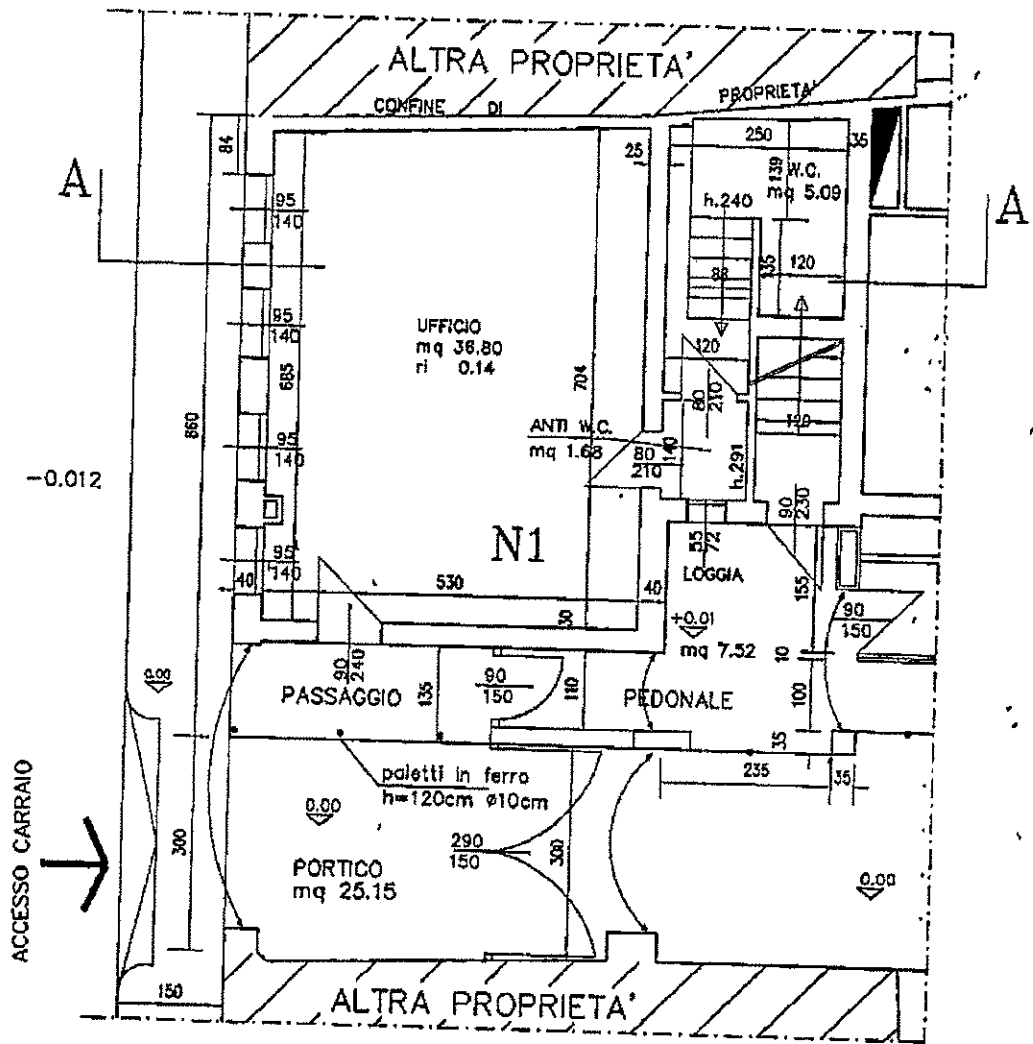 ALTRA PROPRIETA'
CONFINE DI PROPRIETA'
84
25
250
35
139
W.C.
mq 5.09
A
A
h.240
95
140
135
120
88
95
140
UFFICIO
mq 36.80
ri 0.14
685
704
120
860
80
210
120
ANTI W.C.
mq 1.68
80
210
140
h.291
95
140
-0.012
N1
90
230
55
72
LOGGIA
95
140
40
530
40
155
30
+0.01
mq 7.52
90
150
10
90
240
0.00
PASSAGGIO
135
90
150
110
PEDONALE
100
35
235
35
paletti in ferro
h=120cm ø10cm
0.00
ACCESSO CARRAIO
300
290
150
300
PORTICO
mq 25.15
0.00
150
ALTRA PROPRIETA'